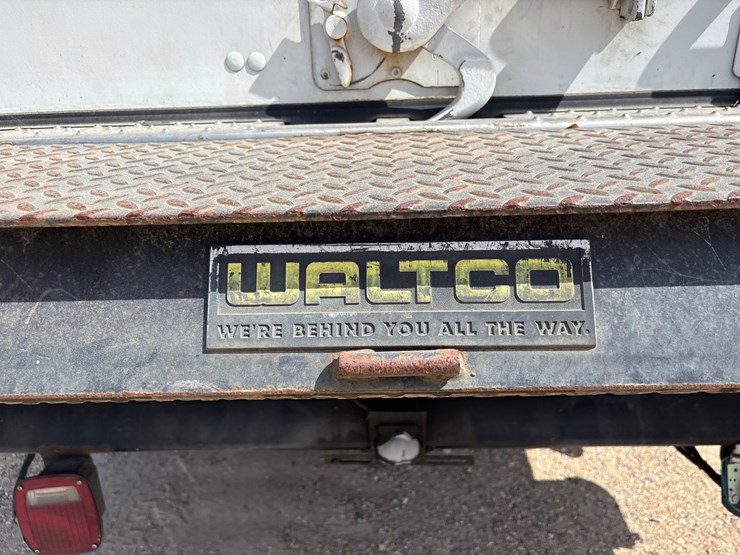 WALTCO
WE'RE BEHIND YOU ALL THE WAY.